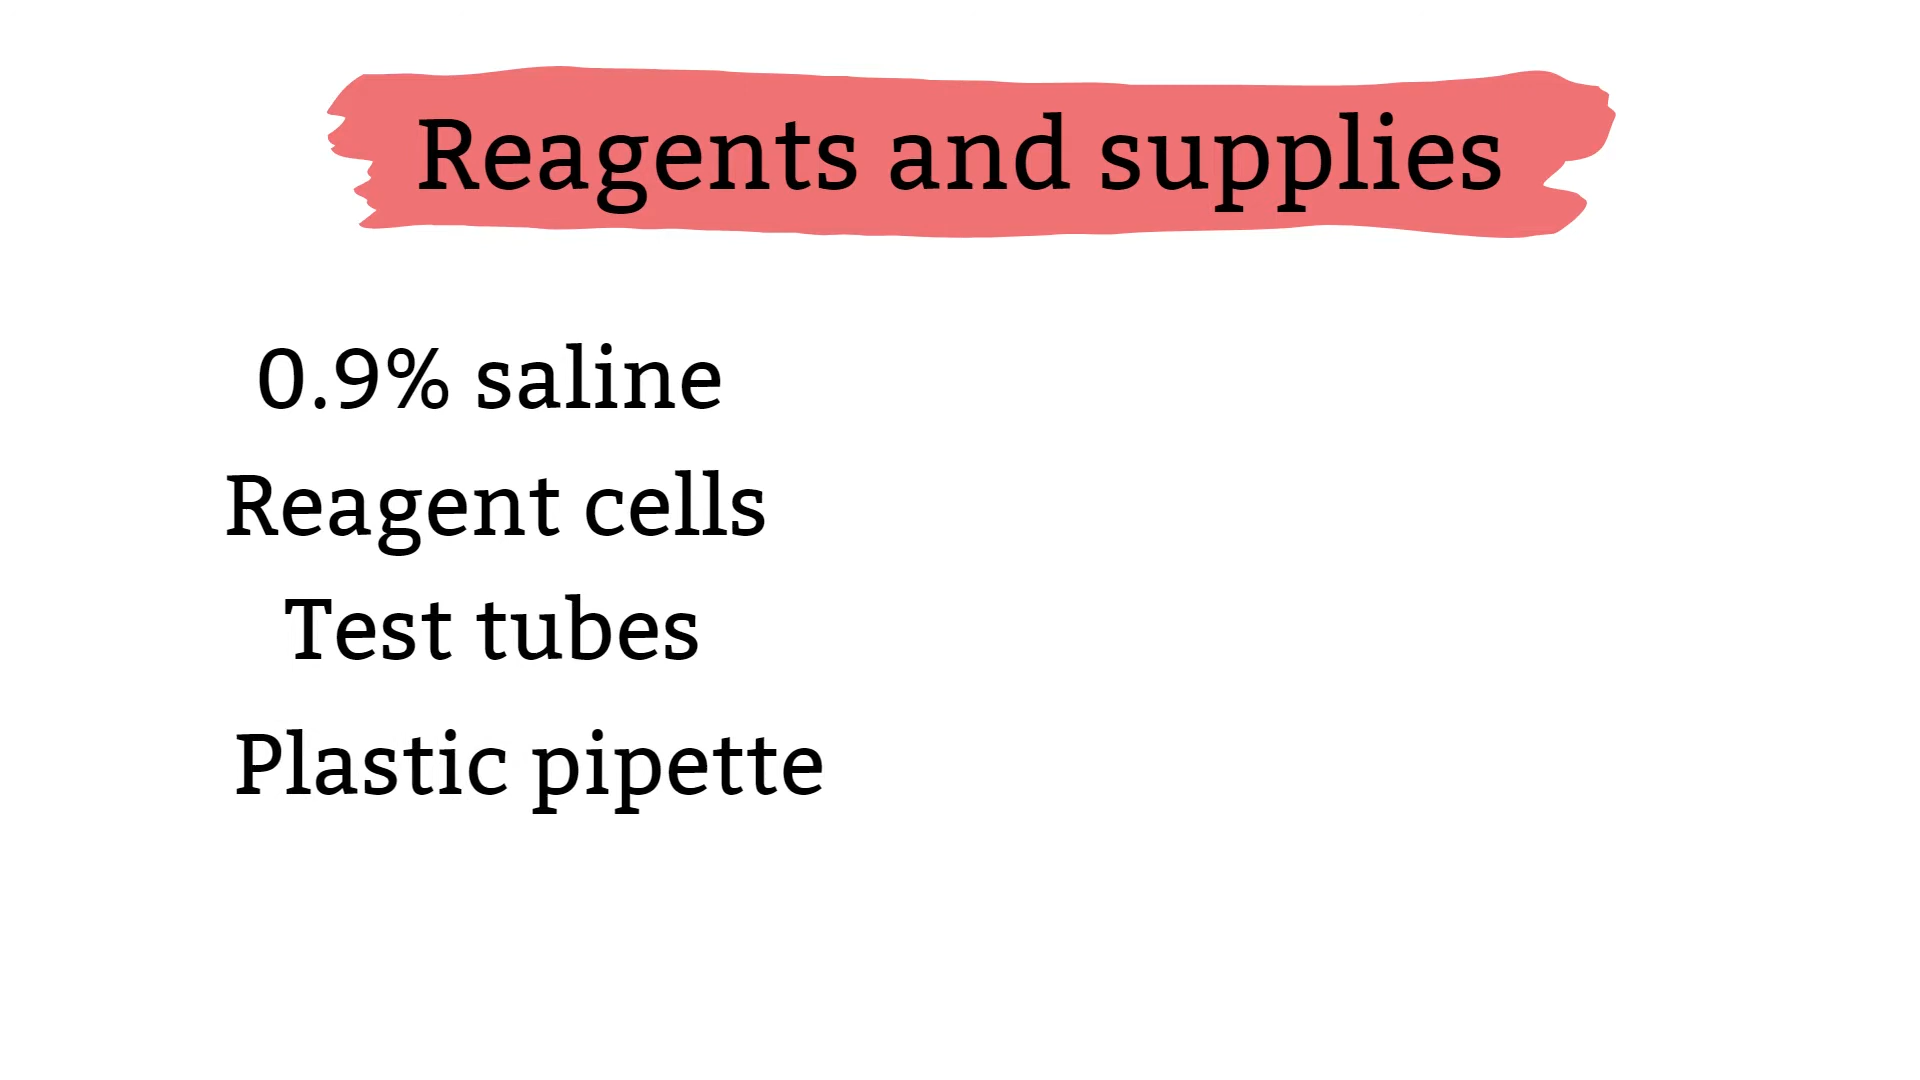 Reagents and supplies
0.9% saline
Reagent cells
Test tubes
Plastic pipette